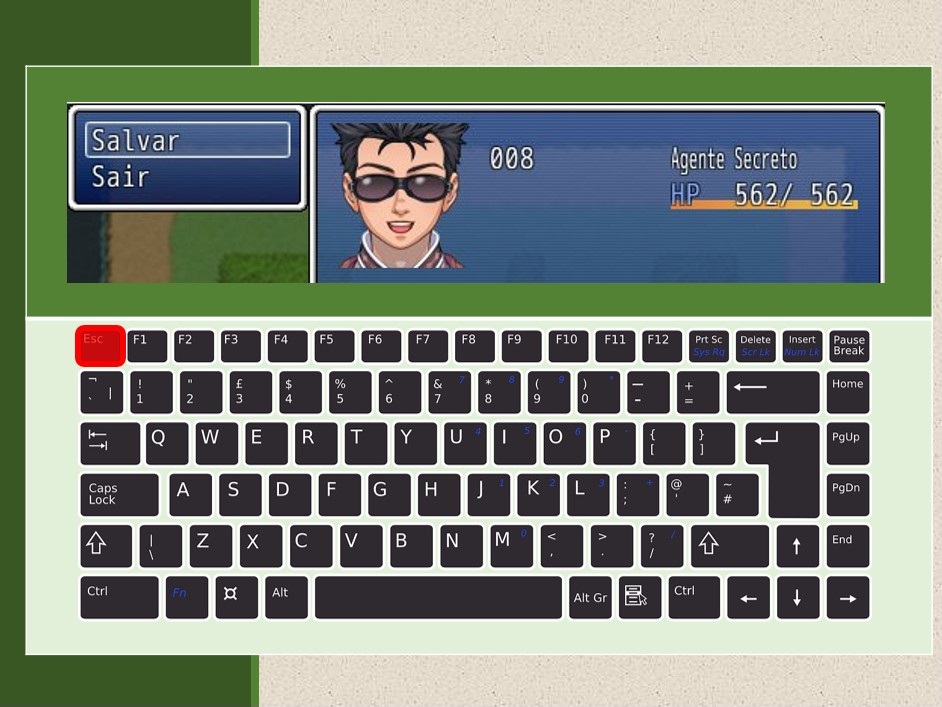 Salvar
Sair
008
Agente Secreto
HP 562/ 562
Esc F1 F2 F3 F4 F5 F6 F7 F8 F9 F10 F11 F12 Prt Sc Sys Rq Delete Scr Lk Insert Num Lk Pause Break
¬ ` | ! 1 " 2 £ 3 $ 4 % 5 ^ 6 & 7 7 * 8 8 ( 9 9 ) 0 * _ - + = Home
Q W E R T Y U 4 I 5 O 6 P - { [ } ] PgUp
Caps Lock A S D F G H J 1 K 2 L 3 : ; + @ ' ~ # PgDn
| \ Z X C V B N M 0 < , > . ? / / End
Ctrl Fn Alt Alt Gr Ctrl